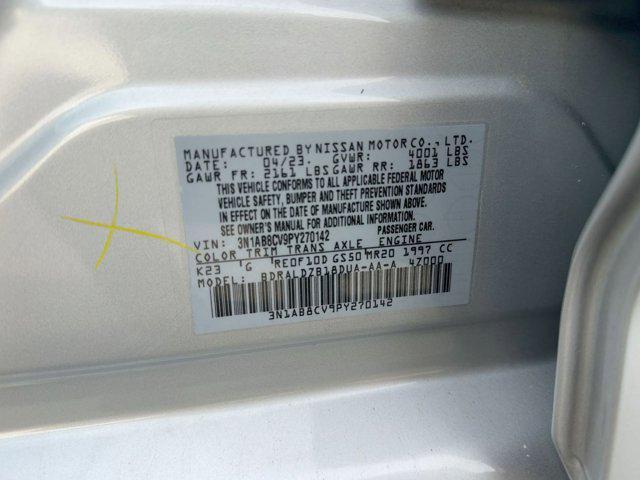 MANUFACTURED BY NISSAN MOTOR CO., LTD.
DATE: 04/23 GVWR: 4001 LBS
GAWR FR: 2161 LBS GAWR RR: 1863 LBS
THIS VEHICLE CONFORMS TO ALL APPLICABLE FEDERAL MOTOR
VEHICLE SAFETY, BUMPER AND THEFT PREVENTION STANDARDS
IN EFFECT ON THE DATE OF MANUFACTURE SHOWN ABOVE.
SEE OWNER'S MANUAL FOR ADDITIONAL INFORMATION.
VIN: 3N1AB8CV9PY270142 PASSENGER CAR.
COLOR TRIM TRANS AXLE ENGINE
K23 G RE0F10D GS50 MR20 1997 CC
MODEL: BDRALDZB18DUA-AA-A 4Z000
3N1AB8CV9PY270142